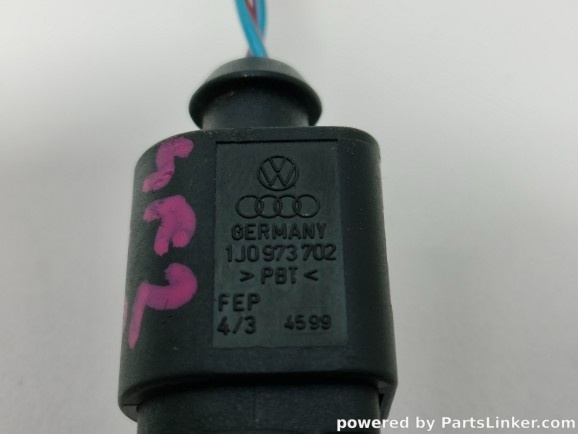 GERMANY
1J0 973 702
> PBT <
FEP
4/3 4599
powered by PartsLinker.com